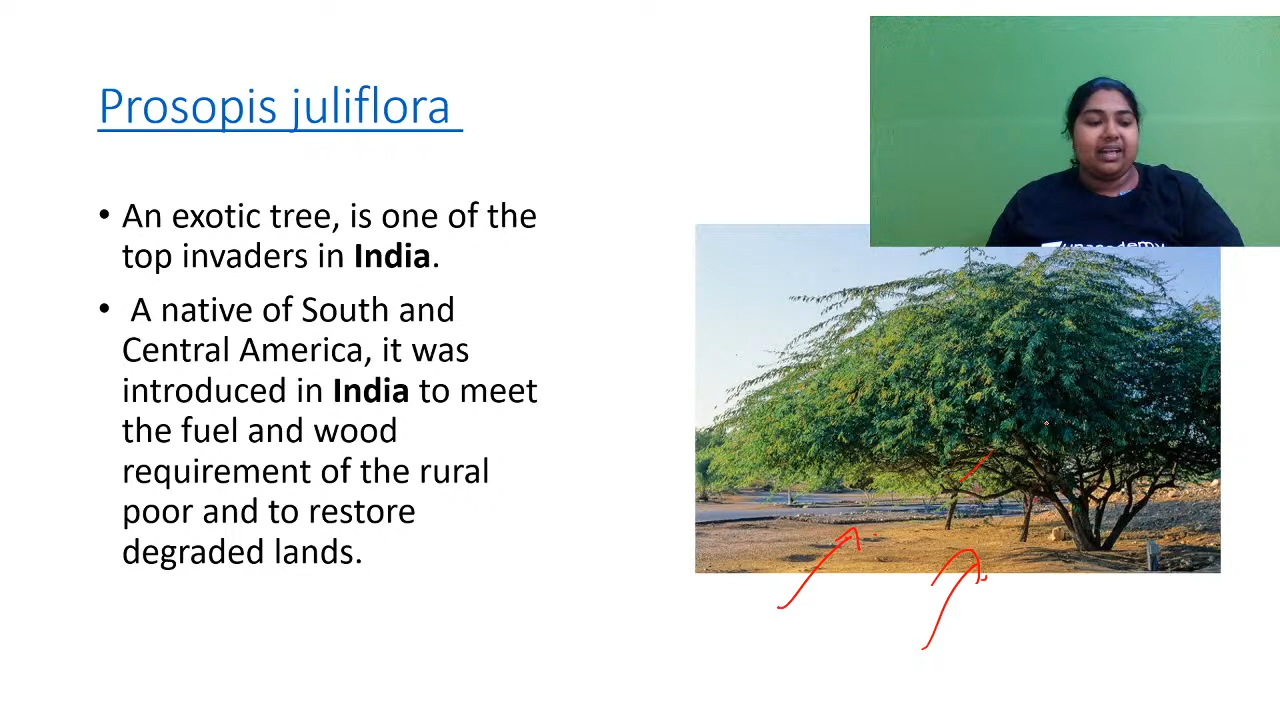 Prosopis juliflora
• An exotic tree, is one of the
top invaders in India.
• A native of South and
Central America, it was
introduced in India to meet
the fuel and wood
requirement of the rural
poor and to restore
degraded lands.
unacademy